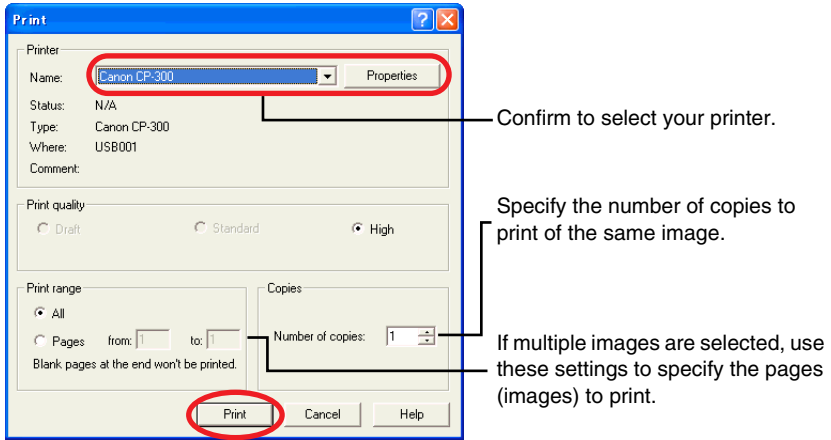 Print
Printer
Name: Canon CP-300 Properties
Status: N/A
Type: Canon CP-300
Where: USB001
Comment:
Confirm to select your printer.
Print quality
Draft Standard High
Specify the number of copies to
print of the same image.
Print range
All
Pages from: 1 to: 1
Blank pages at the end won't be printed.
Copies
Number of copies: 1
If multiple images are selected, use
these settings to specify the pages
(images) to print.
Print Cancel Help